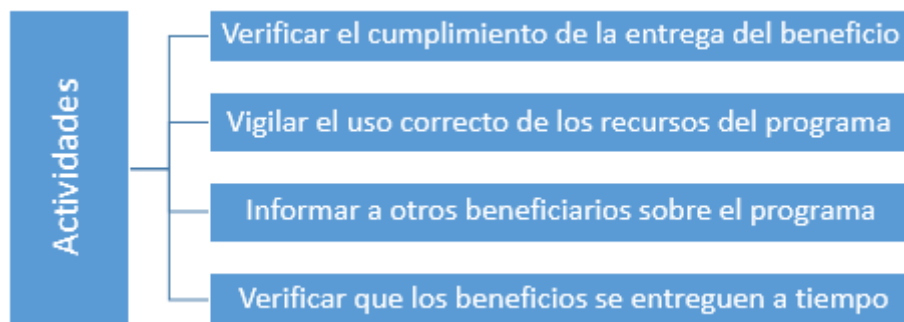 Actividades
Verificar el cumplimiento de la entrega del beneficio
Vigilar el uso correcto de los recursos del programa
Informar a otros beneficiarios sobre el programa
Verificar que los beneficios se entreguen a tiempo